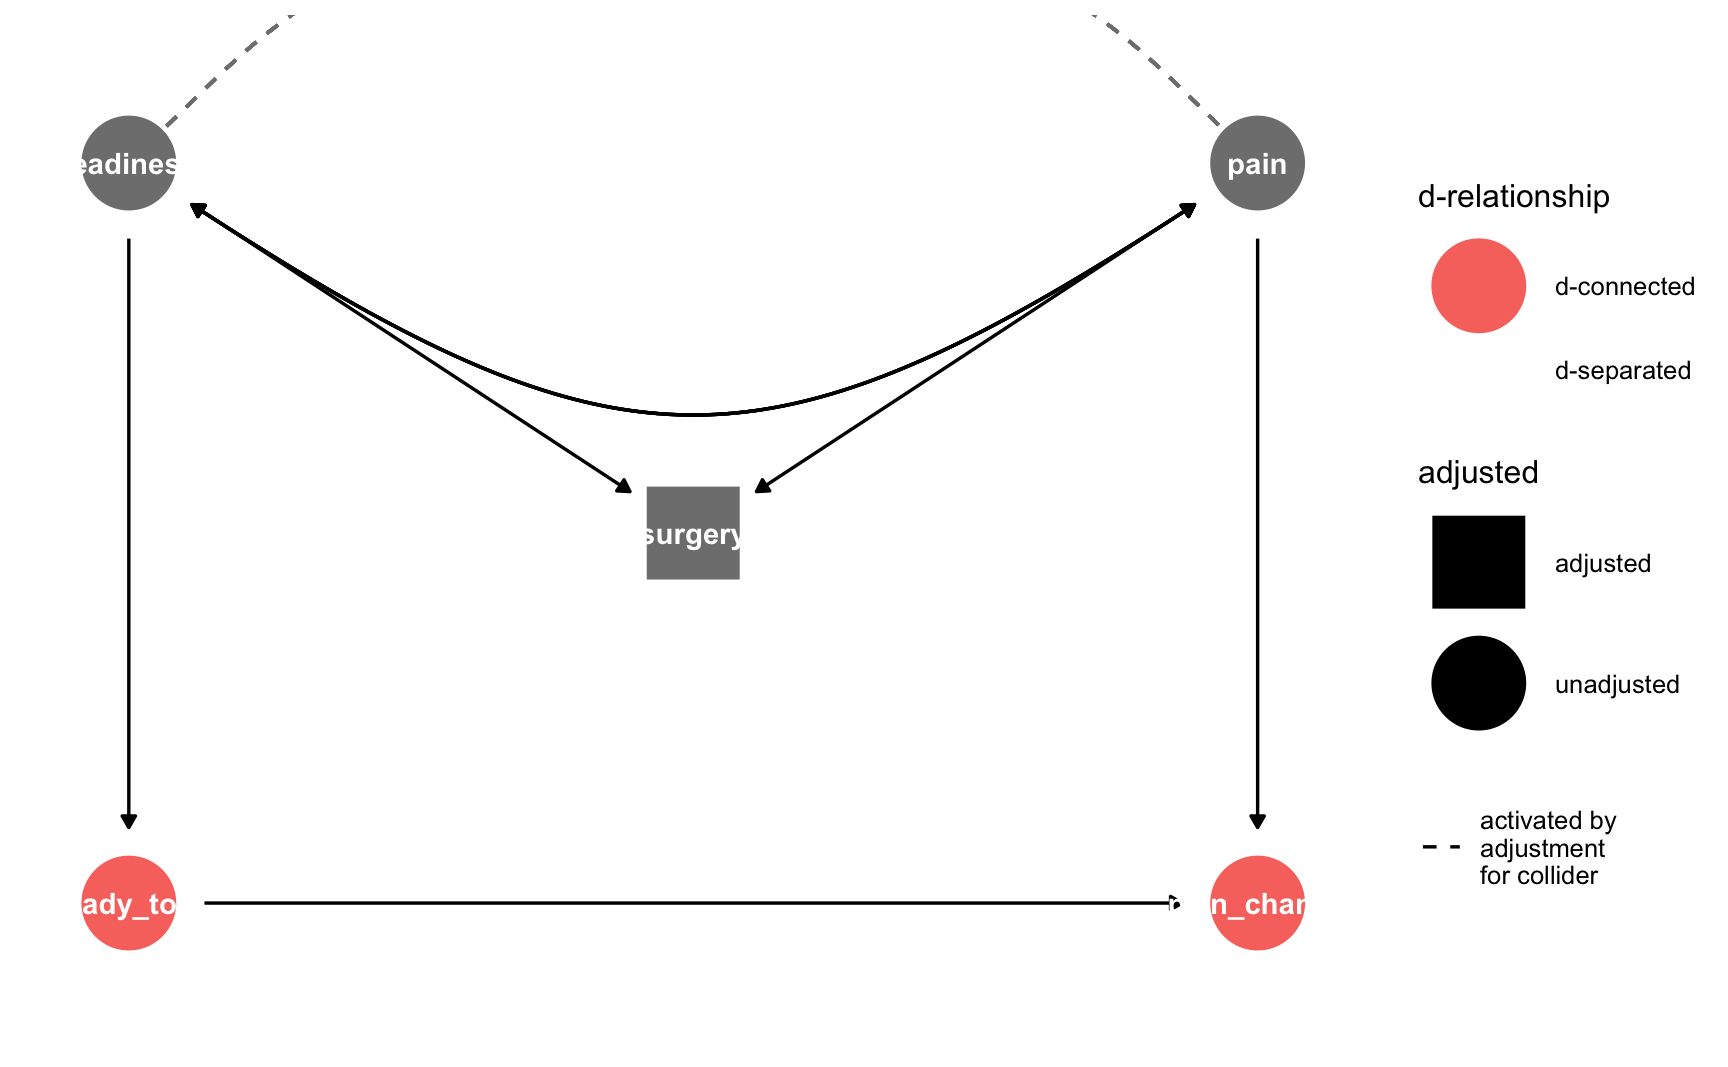 eadines
pain
surgery
ady_to
n_char
d-relationship
d-connected
d-separated
adjusted
adjusted
unadjusted
activated by
adjustment
for collider